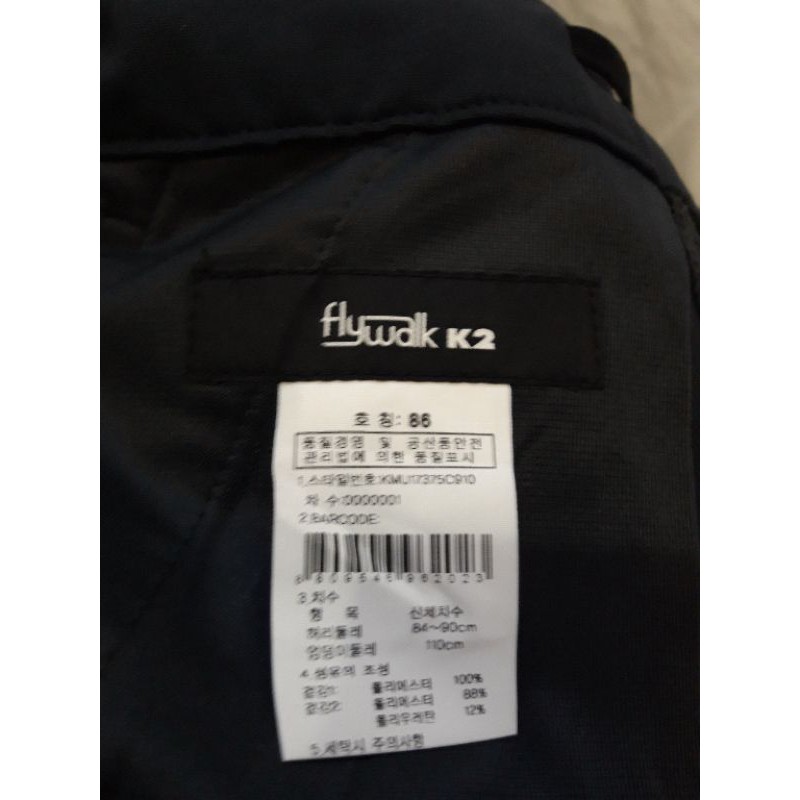 flywalk K2
호 칭: 86
품질경영 및 공산품안전
관리법에 의한 품질표시
1.스타일번호:KMU17375C910
차 수:0000001
2.BARCODE:
8809546982023
3.치수
항 목 신체치수
허리둘레 84~90cm
엉덩이둘레 110cm
4.섬유의 조성
겉감1: 폴리에스터 100%
겉감2: 폴리에스터 88%
폴리우레탄 12%
5.세탁시 주의사항